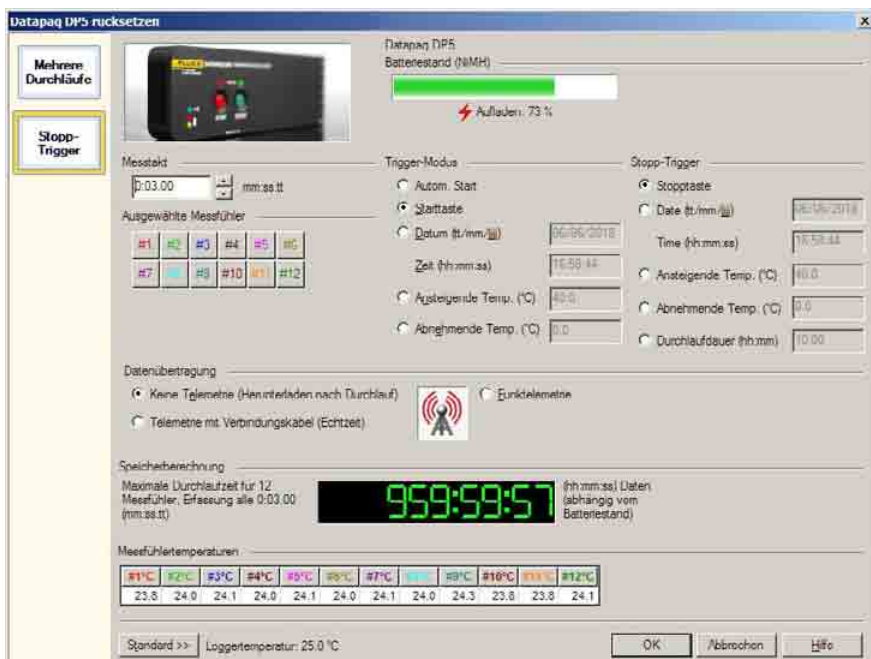 Datapaq DP5 rücksetzen
Mehrere
Durchläufe
Stopp-
Trigger
FLUKE
Datapaq DP5
Batteriestand (NiMH)
Aufladen: 73 %
Messtakt
0:03.00 mm:ss.tt
Ausgewählte Messfühler
#1 #2 #3 #4 #5 #6
#7 #8 #9 #10 #11 #12
Trigger-Modus
Autom. Start
Starttaste
Datum (tt/mm/jjjj) 06/06/2018
Zeit (hh:mm:ss) 16:58:44
Ansteigende Temp. (°C) 40.0
Abnehmende Temp. (°C) 0.0
Stopp-Trigger
Stopptaste
Date (tt/mm/jjjj) 06/06/2018
Time (hh:mm:ss) 16:58:44
Ansteigende Temp. (°C) 40.0
Abnehmende Temp. (°C) 0.0
Durchlaufdauer (hh:mm) 10:00
Datenübertragung
Keine Telemetrie (Herunterladen nach Durchlauf)
Funktelemetrie
Telemetrie mit Verbindungskabel (Echtzeit)
Speicherberechnung
Maximale Durchlaufzeit für 12
Messfühler, Erfassung alle 0:03.00
(mm:ss.tt)
959:59:57
(hh:mm:ss) Daten
(abhängig vom
Batteriestand)
Messfühlertemperaturen
#1°C #2°C #3°C #4°C #5°C #6°C #7°C #8°C #9°C #10°C #11°C #12°C
23.8 24.0 24.1 24.0 24.1 24.0 24.1 24.0 24.3 23.8 23.8 24.1
Standard >> Loggertemperatur: 25.0 °C
OK Abbrechen Hilfe